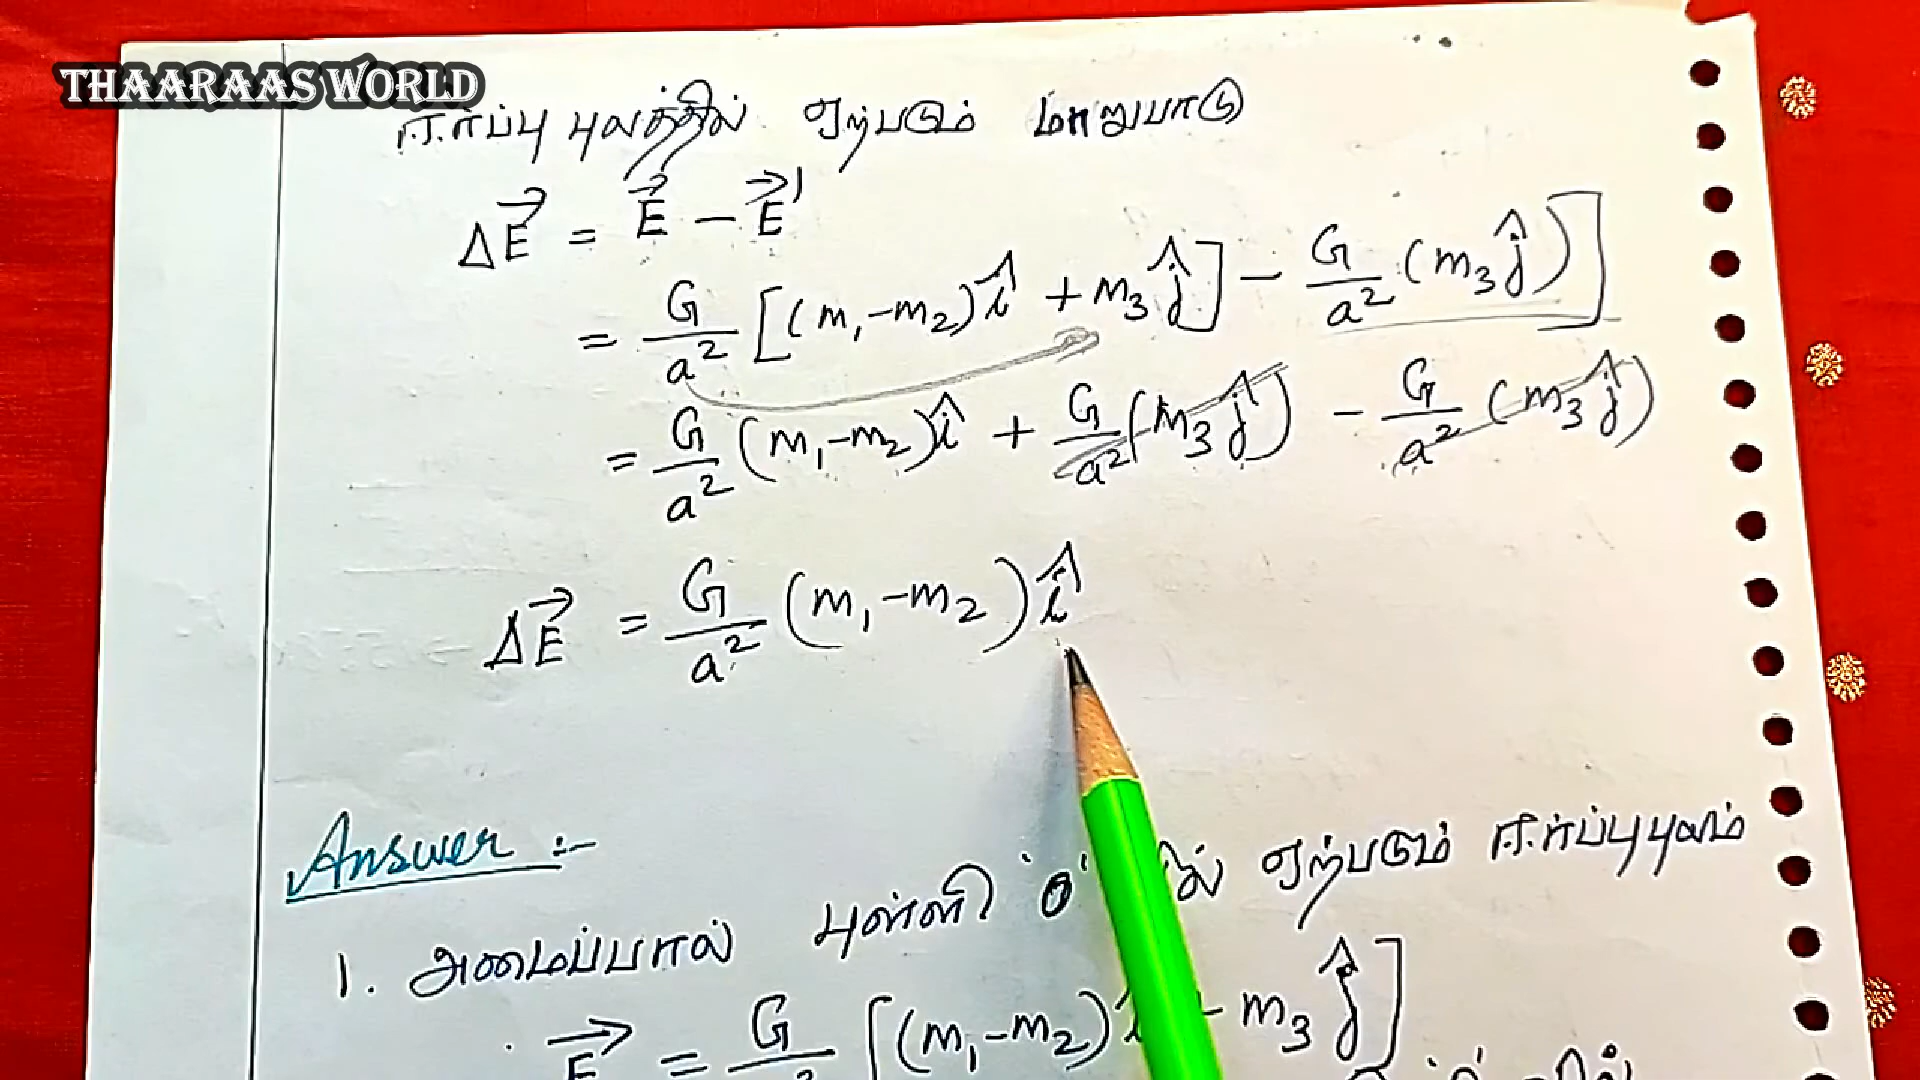 THAARAAS WORLD
ஈர்ப்பு புலத்தில் ஏற்படும் மாறுபாடு
ΔE⃗ = E⃗ − E⃗'
= G/a² [(m₁−m₂)î + m₃ĵ] − G/a² (m₃ĵ)]
= G/a² (m₁−m₂)î + G/a² (m₃ĵ) − G/a² (m₃ĵ)
ΔE⃗ = G/a² (m₁−m₂)î
Answer :-
1. அமைப்பால் புள்ளி 'o' ல் ஏற்படும் ஈர்ப்புபுலம்
E⃗ = G [(m₁−m₂)î + m₃ĵ]